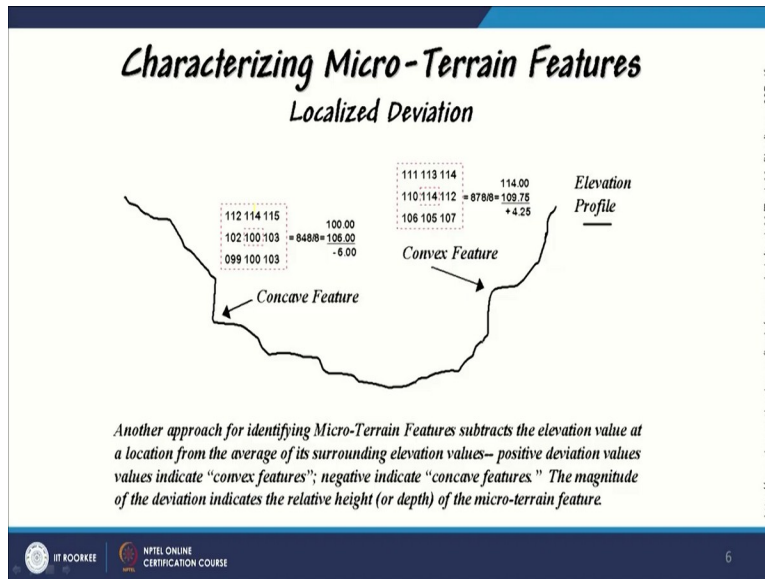 Characterizing Micro-Terrain Features
Localized Deviation
112 114 115
102 100 103 = 848/8= 106.00
099 100 103
100.00
-6.00
Concave Feature
111 113 114
110 114 112 = 878/8= 109.75
106 105 107
114.00
+4.25
Convex Feature
Elevation
Profile
Another approach for identifying Micro-Terrain Features subtracts the elevation value at
a location from the average of its surrounding elevation values-- positive deviation values
values indicate "convex features"; negative indicate "concave features." The magnitude
of the deviation indicates the relative height (or depth) of the micro-terrain feature.
IIT ROORKEE
NPTEL ONLINE
CERTIFICATION COURSE
6